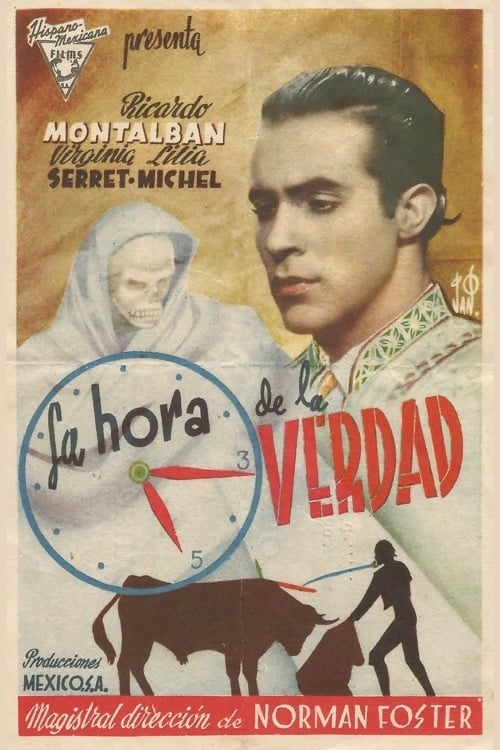 Hispano-
Mexicana
FILMS
presenta
Ricardo
MONTALBAN
Virginia Lilia
SERRET-MICHEL
JAN
La hora de la
VERDAD
3
5
Producciones
MEXICO.S.A.
Magistral dirección de NORMAN FOSTER